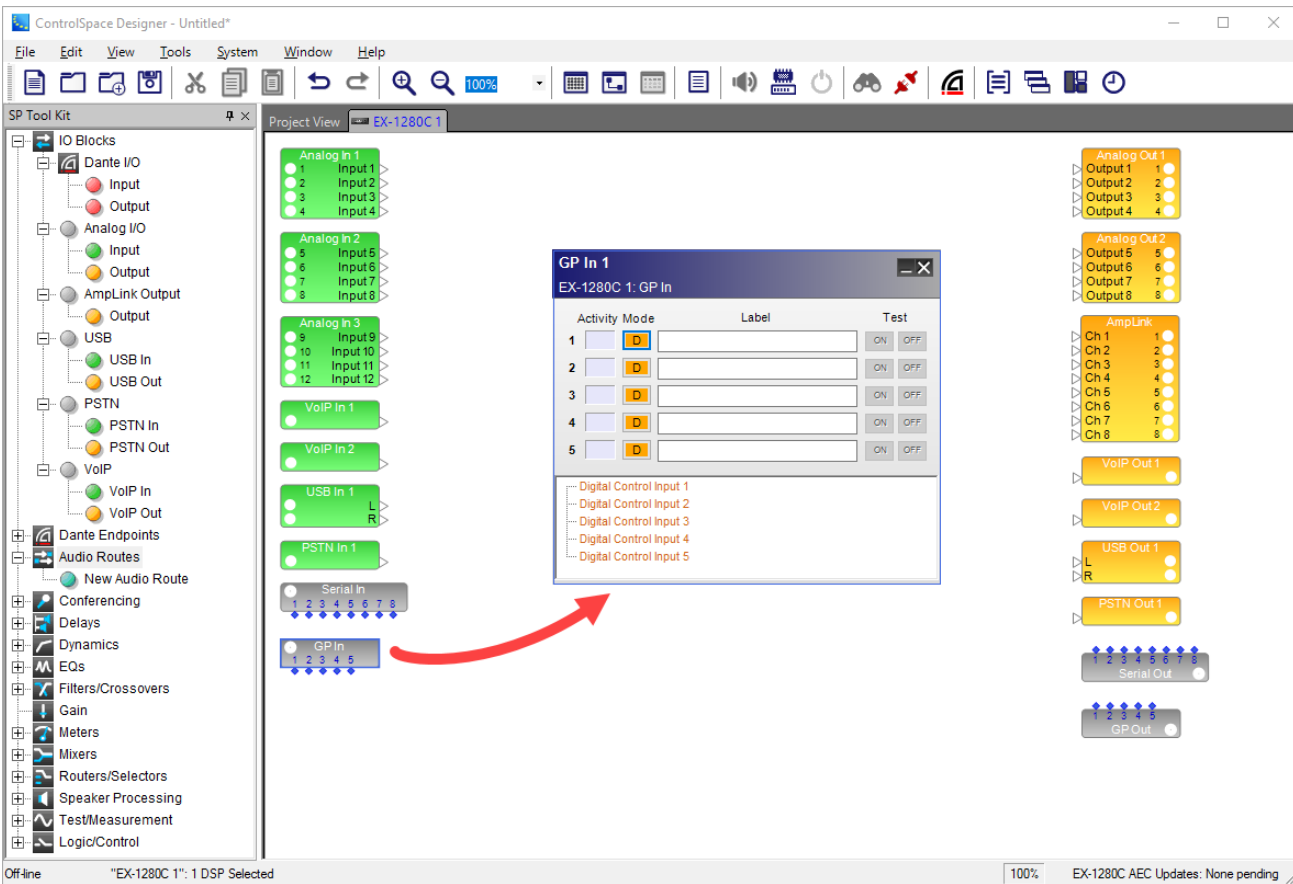 ControlSpace Designer - Untitled*
File Edit View Tools System Window Help
100%
SP Tool Kit
Project View EX-1280C 1
IO Blocks
Dante I/O
Input
Output
Analog I/O
Input
Output
AmpLink Output
Output
USB
USB In
USB Out
PSTN
PSTN In
PSTN Out
VoIP
VoIP In
VoIP Out
Dante Endpoints
Audio Routes
New Audio Route
Conferencing
Delays
Dynamics
EQs
Filters/Crossovers
Gain
Meters
Mixers
Routers/Selectors
Speaker Processing
Test/Measurement
Logic/Control
Analog In 1
1 Input 1
2 Input 2
3 Input 3
4 Input 4
Analog In 2
5 Input 5
6 Input 6
7 Input 7
8 Input 8
Analog In 3
9 Input 9
10 Input 10
11 Input 11
12 Input 12
VoIP In 1
VoIP In 2
USB In 1
L
R
PSTN In 1
Serial In
1 2 3 4 5 6 7 8
GP In
1 2 3 4 5
GP In 1
EX-1280C 1: GP In
Activity Mode Label Test
1 D ON OFF
2 D ON OFF
3 D ON OFF
4 D ON OFF
5 D ON OFF
Digital Control Input 1
Digital Control Input 2
Digital Control Input 3
Digital Control Input 4
Digital Control Input 5
Analog Out 1
Output 1 1
Output 2 2
Output 3 3
Output 4 4
Analog Out 2
Output 5 5
Output 6 6
Output 7 7
Output 8 8
AmpLink
Ch 1 1
Ch 2 2
Ch 3 3
Ch 4 4
Ch 5 5
Ch 6 6
Ch 7 7
Ch 8 8
VoIP Out 1
VoIP Out 2
USB Out 1
L
R
PSTN Out 1
1 2 3 4 5 6 7 8
Serial Out
1 2 3 4 5
GP Out
Off-line "EX-1280C 1": 1 DSP Selected 100% EX-1280C AEC Updates: None pending